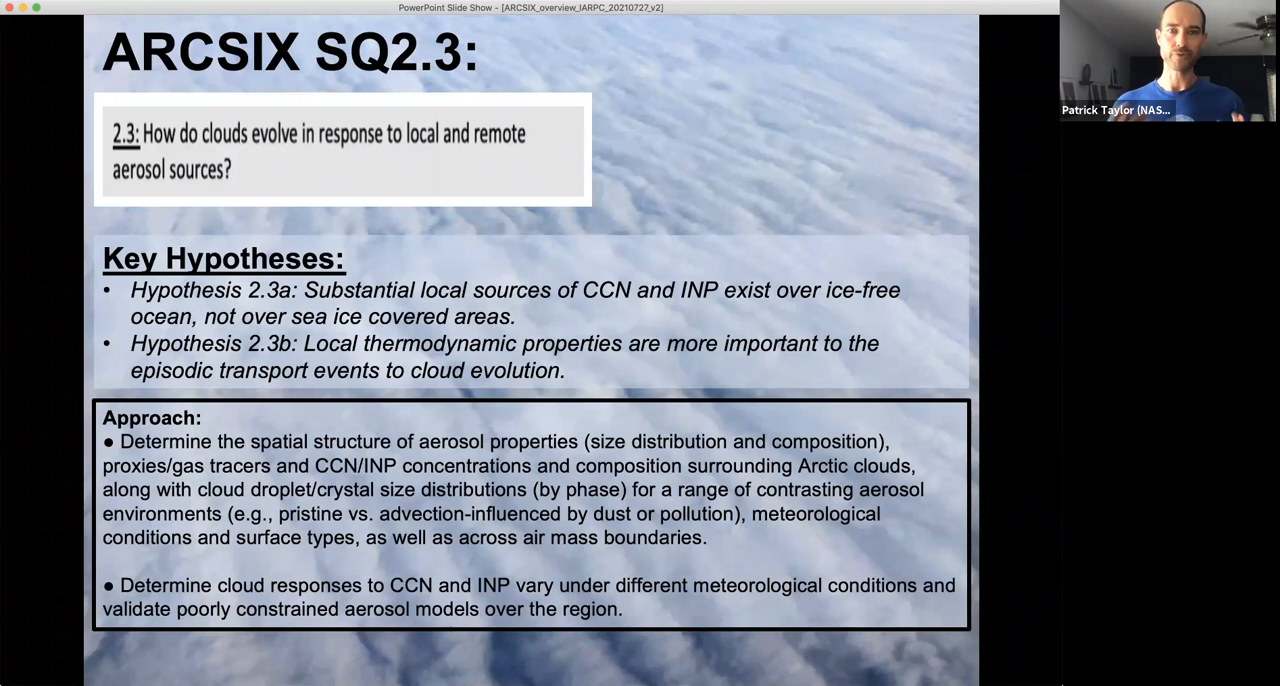 PowerPoint Slide Show - [ARCSIX_overview_IARPC_20210727_v2]
ARCSIX SQ2.3:
2.3: How do clouds evolve in response to local and remote
aerosol sources?
Key Hypotheses:
• Hypothesis 2.3a: Substantial local sources of CCN and INP exist over ice-free
ocean, not over sea ice covered areas.
• Hypothesis 2.3b: Local thermodynamic properties are more important to the
episodic transport events to cloud evolution.
Approach:
● Determine the spatial structure of aerosol properties (size distribution and composition),
proxies/gas tracers and CCN/INP concentrations and composition surrounding Arctic clouds,
along with cloud droplet/crystal size distributions (by phase) for a range of contrasting aerosol
environments (e.g., pristine vs. advection-influenced by dust or pollution), meteorological
conditions and surface types, as well as across air mass boundaries.
● Determine cloud responses to CCN and INP vary under different meteorological conditions and
validate poorly constrained aerosol models over the region.
Patrick Taylor (NAS...